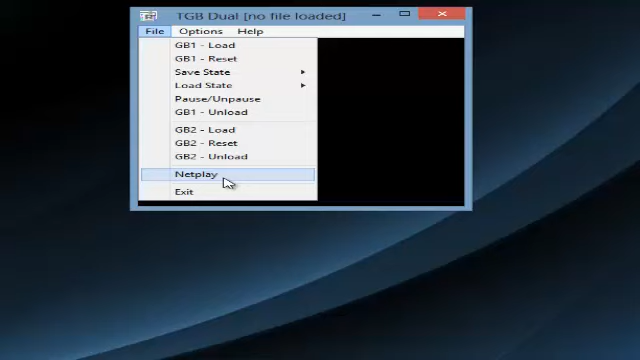 TGB Dual [no file loaded]
File Options Help
GB1 - Load
GB1 - Reset
Save State
Load State
Pause/Unpause
GB1 - Unload
GB2 - Load
GB2 - Reset
GB2 - Unload
Netplay
Exit